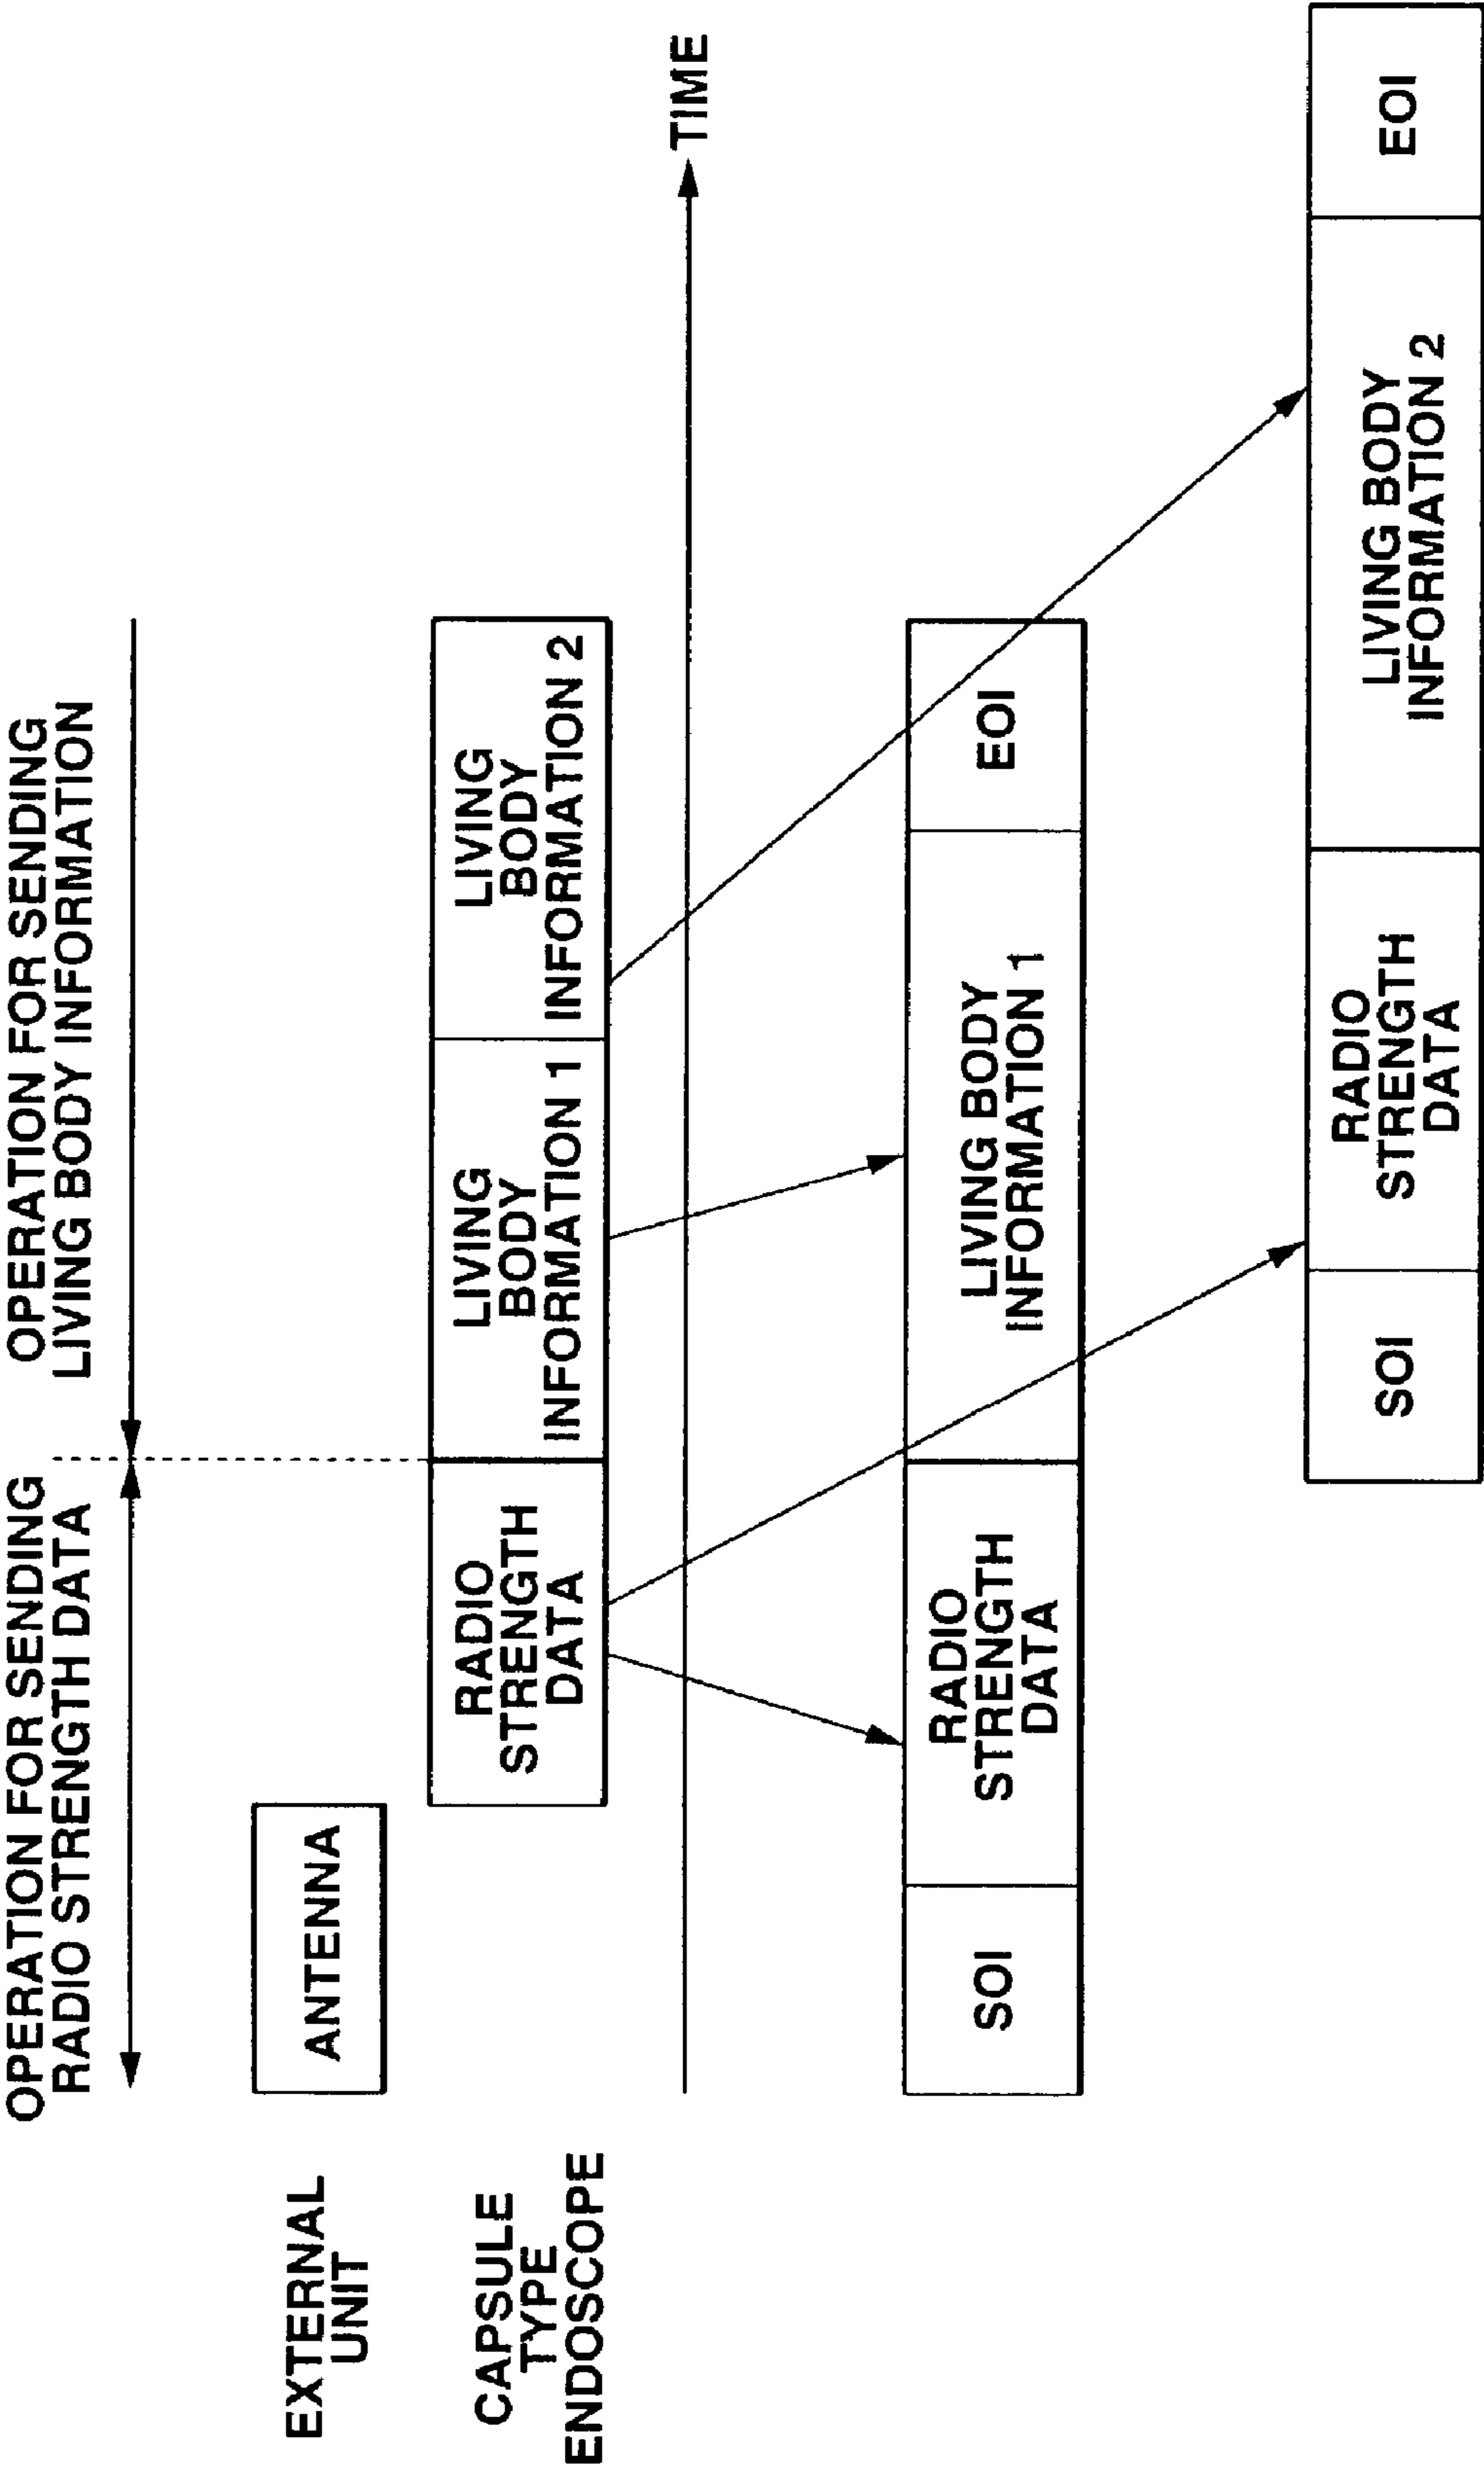 OPERATION FOR SENDING
RADIO STRENGTH DATA
OPERATION FOR SENDING
LIVING BODY INFORMATION
EXTERNAL
UNIT
ANTENNA
CAPSULE
TYPE
ENDOSCOPE
RADIO
STRENGTH
DATA
LIVING
BODY
INFORMATION 1
LIVING
BODY
INFORMATION 2
TIME
SOI
RADIO
STRENGTH
DATA
LIVING BODY
INFORMATION 1
EOI
SOI
RADIO
STRENGTH
DATA
LIVING BODY
INFORMATION 2
EOI